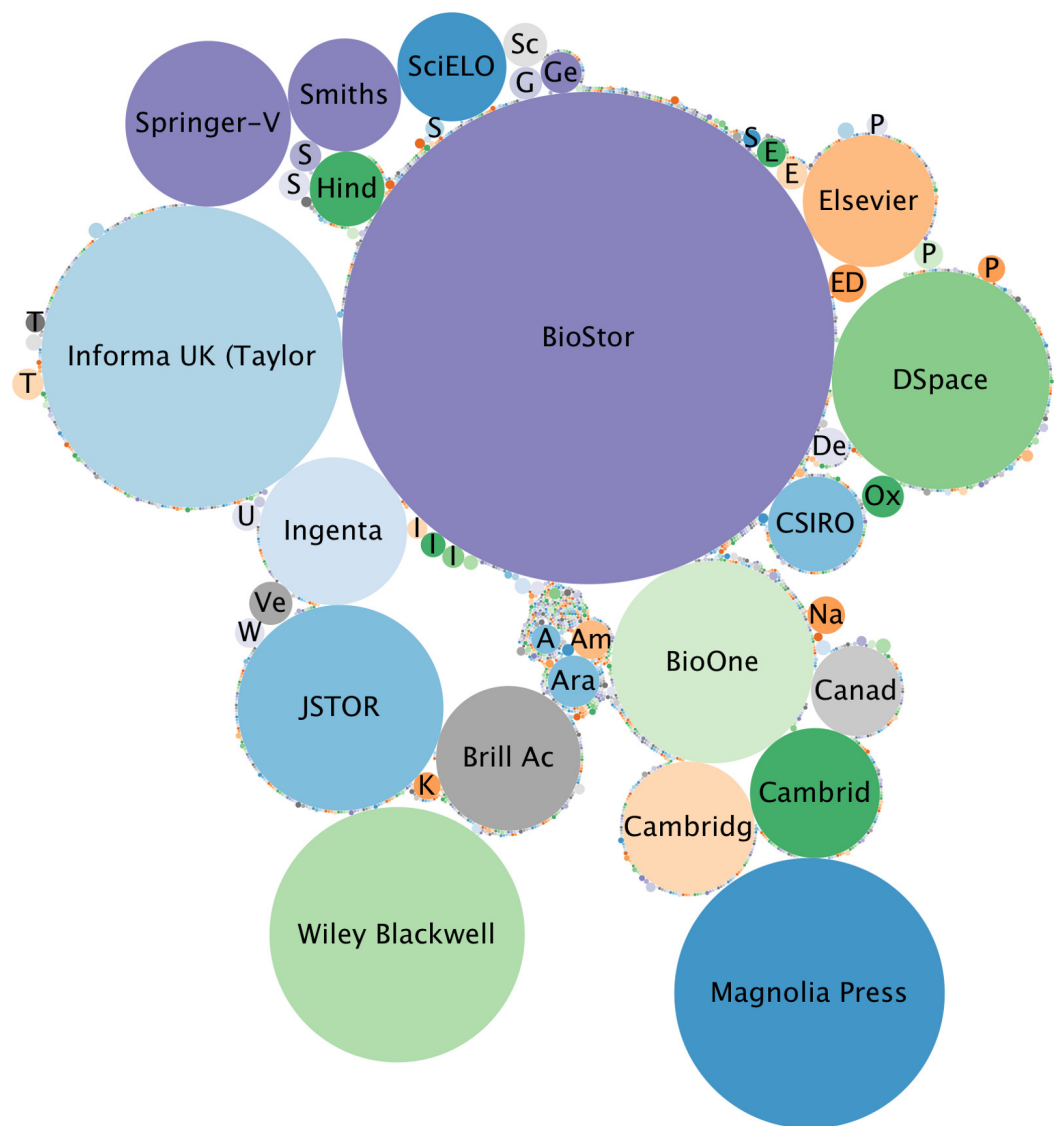 Sc
SciELO
Ge
G
Smiths
Springer-V
S
S
E
P
S
S
E
Hind
Elsevier
P
P
ED
T
BioStor
Informa UK (Taylor
DSpace
T
De
Ox
U
Ingenta
I
I
I
CSIRO
Ve
W
A
Am
Na
BioOne
Ara
Canad
JSTOR
Brill Ac
K
Cambrid
Cambridg
Wiley Blackwell
Magnolia Press